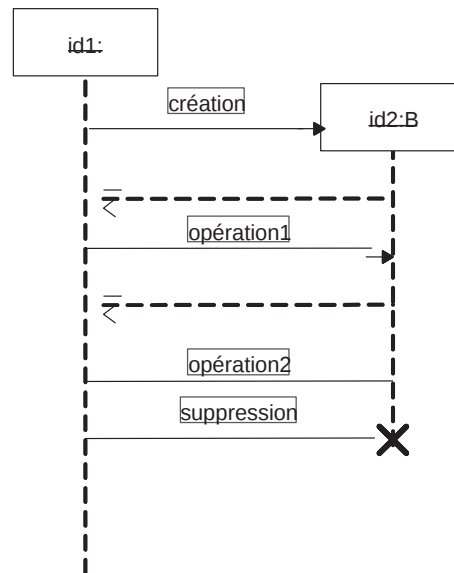 id1:
création
id2:B
opération1
opération2
suppression